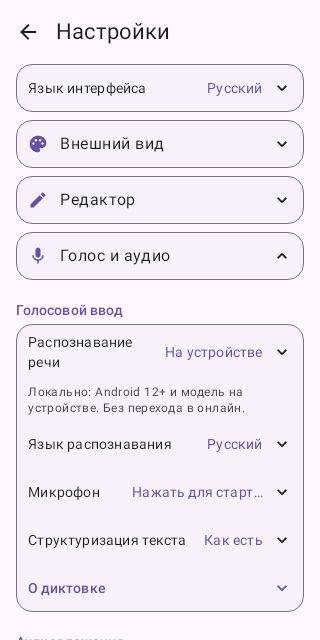 Настройки
Язык интерфейса Русский
Внешний вид
Редактор
Голос и аудио
Голосовой ввод
Распознавание
речи
На устройстве
Локально: Android 12+ и модель на
устройстве. Без перехода в онлайн.
Язык распознавания Русский
Микрофон Нажать для старт…
Структуризация текста Как есть
О диктовке